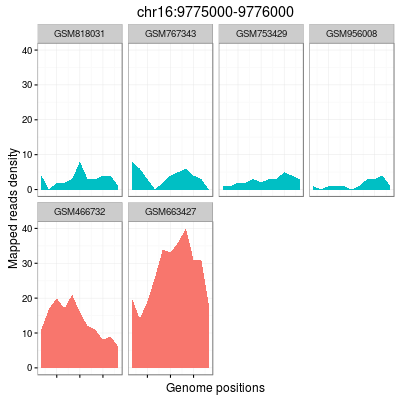 chr16:9775000-9776000
GSM818031 GSM767343 GSM753429 GSM956008
40
30
20
10
0
Mapped reads density
GSM466732 GSM663427
40
30
20
10
0
Genome positions